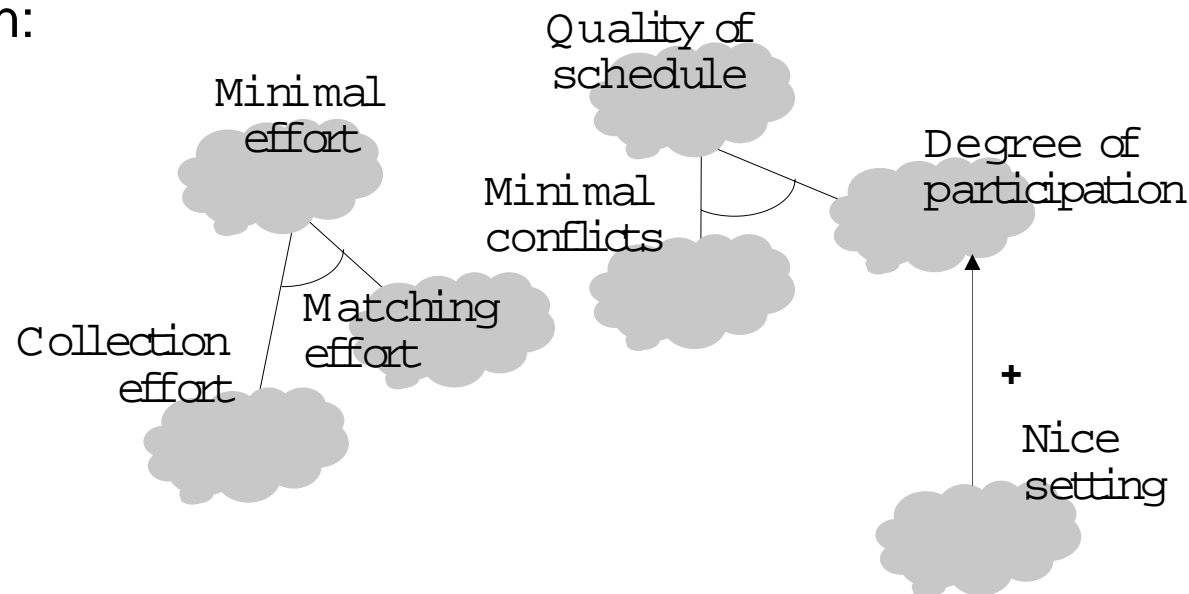 n:
Quality of
schedule
Minimal
effort
Degree of
participation
Minimal
conflicts
Matching
effort
Collection
effort
+
Nice
setting